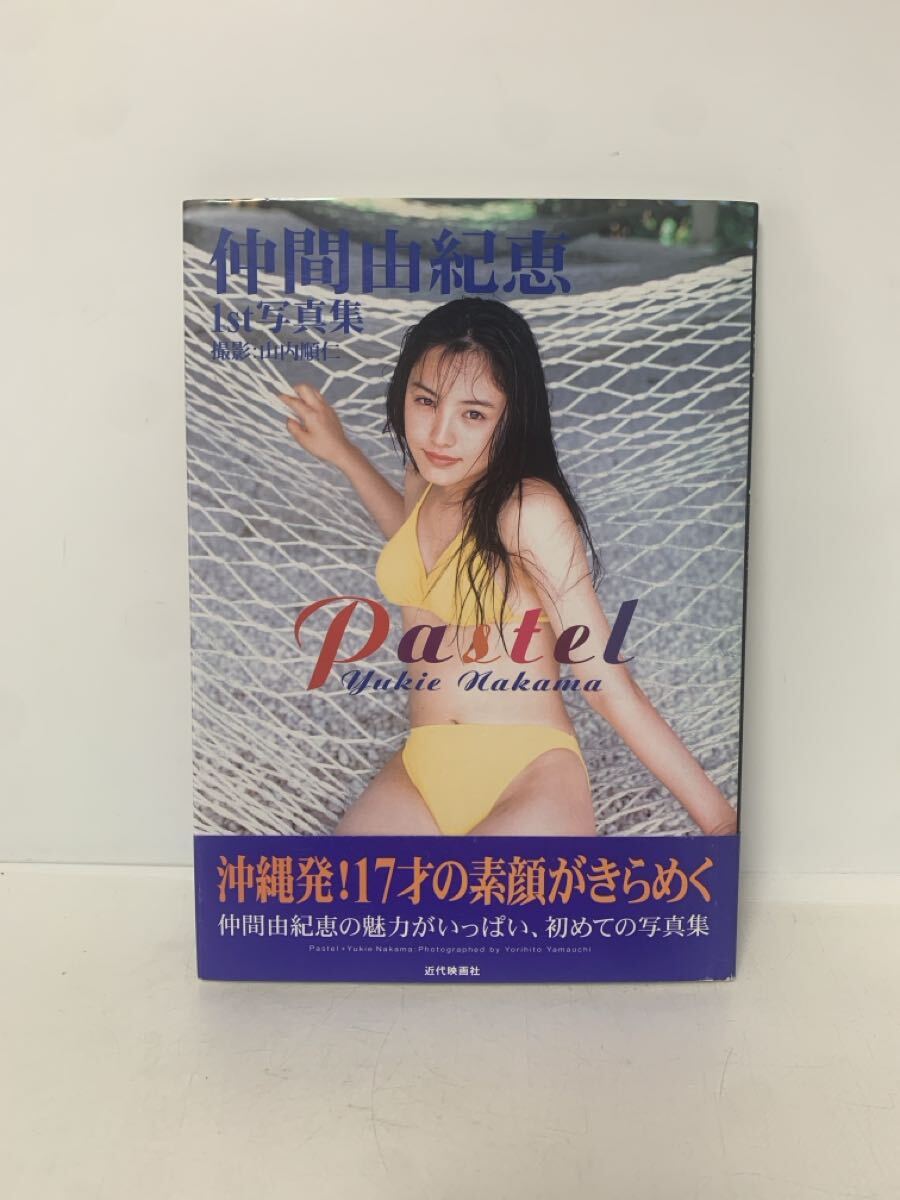 仲間由紀恵
1st写真集
撮影:山内順仁
Pastel
Yukie Nakama
沖縄発!17才の素顔がきらめく
仲間由紀恵の魅力がいっぱい、初めての写真集
Pastel+Yukie Nakama:Photographed by Yorihito Yamauchi
近代映画社